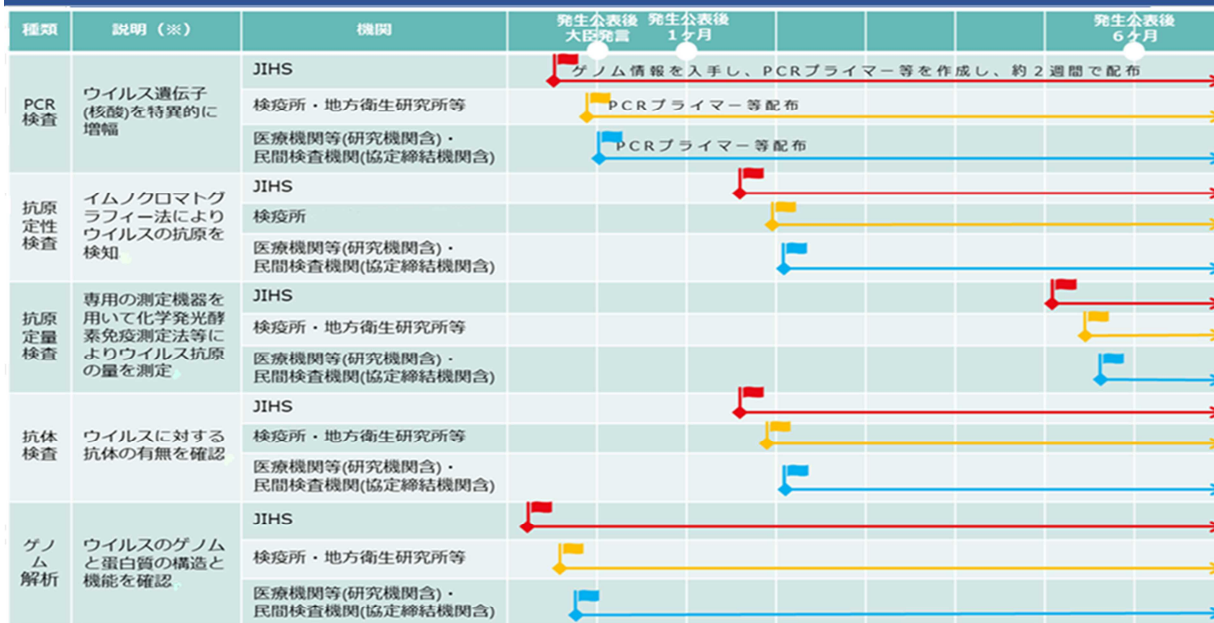 種類
説明（※）
機関
発生公表後
大臣発言
発生公表後
1ヶ月
発生公表後
6ヶ月
PCR
検査
ウイルス遺伝子
(核酸)を特異的に
増幅
JIHS
ゲノム情報を入手し、PCRプライマー等を作成し、約2週間で配布
検疫所・地方衛生研究所等
PCRプライマー等配布
医療機関等(研究機関含)・
民間検査機関(協定締結機関含)
PCRプライマー等配布
抗原
定性
検査
イムノクロマトグ
ラフィー法により
ウイルスの抗原を
検知
JIHS
検疫所
医療機関等(研究機関含)・
民間検査機関(協定締結機関含)
抗原
定量
検査
専用の測定機器を
用いて化学発光酵
素免疫測定法等に
よりウイルス抗原
の量を測定
JIHS
検疫所・地方衛生研究所等
医療機関等(研究機関含)・
民間検査機関(協定締結機関含)
抗体
検査
ウイルスに対する
抗体の有無を確認
JIHS
検疫所・地方衛生研究所等
医療機関等(研究機関含)・
民間検査機関(協定締結機関含)
ゲノ
ム
解析
ウイルスのゲノム
と蛋白質の構造と
機能を確認
JIHS
検疫所・地方衛生研究所等
医療機関等(研究機関含)・
民間検査機関(協定締結機関含)